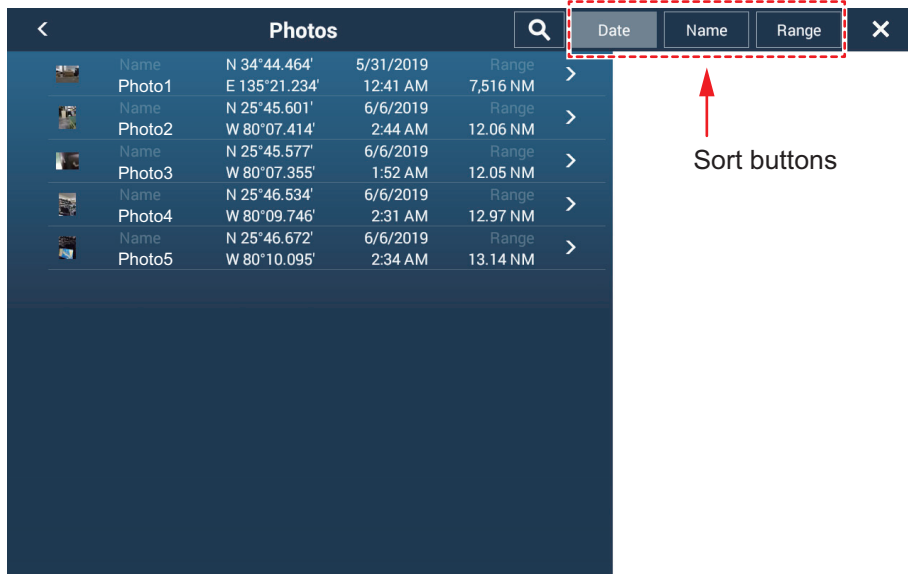 Photos Date Name Range
Name N 34°44.464' 5/31/2019 Range
Photo1 E 135°21.234' 12:41 AM 7,516 NM
Name N 25°45.601' 6/6/2019 Range
Photo2 W 80°07.414' 2:44 AM 12.06 NM
Name N 25°45.577' 6/6/2019 Range
Photo3 W 80°07.355' 1:52 AM 12.05 NM
Name N 25°46.534' 6/6/2019 Range
Photo4 W 80°09.746' 2:31 AM 12.97 NM
Name N 25°46.672' 6/6/2019 Range
Photo5 W 80°10.095' 2:34 AM 13.14 NM
Sort buttons